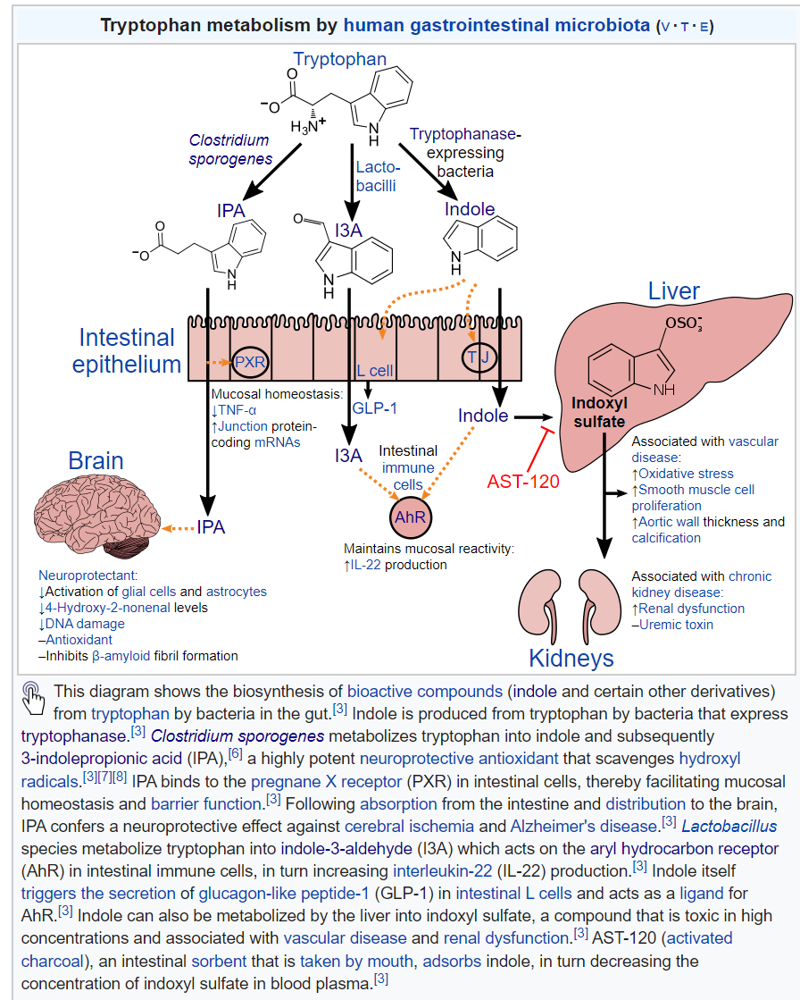 Tryptophan metabolism by human gastrointestinal microbiota (V · T · E)
Tryptophan
O
−O
H3N+
NH
Clostridium
sporogenes
Lacto-
bacilli
Tryptophanase-
expressing
bacteria
IPA
O
−O
N
H
I3A
O
N
H
Indole
N
H
Liver
OSO3−
NH
Indoxyl
sulfate
Intestinal
epithelium
PXR
L cell
TJ
Mucosal homeostasis:
↓TNF-α
↑Junction protein-
coding mRNAs
GLP-1
Indole
I3A
Intestinal
immune
cells
AST-120
AhR
Maintains mucosal reactivity:
↑IL-22 production
Associated with vascular
disease:
↑Oxidative stress
↑Smooth muscle cell
proliferation
↑Aortic wall thickness and
calcification
Brain
IPA
Neuroprotectant:
↓Activation of glial cells and astrocytes
↓4-Hydroxy-2-nonenal levels
↓DNA damage
–Antioxidant
–Inhibits β-amyloid fibril formation
Associated with chronic
kidney disease:
↑Renal dysfunction
–Uremic toxin
Kidneys
This diagram shows the biosynthesis of bioactive compounds (indole and certain other derivatives)
from tryptophan by bacteria in the gut.[3] Indole is produced from tryptophan by bacteria that express
tryptophanase.[3] Clostridium sporogenes metabolizes tryptophan into indole and subsequently
3-indolepropionic acid (IPA),[6] a highly potent neuroprotective antioxidant that scavenges hydroxyl
radicals.[3][7][8] IPA binds to the pregnane X receptor (PXR) in intestinal cells, thereby facilitating mucosal
homeostasis and barrier function.[3] Following absorption from the intestine and distribution to the brain,
IPA confers a neuroprotective effect against cerebral ischemia and Alzheimer's disease.[3] Lactobacillus
species metabolize tryptophan into indole-3-aldehyde (I3A) which acts on the aryl hydrocarbon receptor
(AhR) in intestinal immune cells, in turn increasing interleukin-22 (IL-22) production.[3] Indole itself
triggers the secretion of glucagon-like peptide-1 (GLP-1) in intestinal L cells and acts as a ligand for
AhR.[3] Indole can also be metabolized by the liver into indoxyl sulfate, a compound that is toxic in high
concentrations and associated with vascular disease and renal dysfunction.[3] AST-120 (activated
charcoal), an intestinal sorbent that is taken by mouth, adsorbs indole, in turn decreasing the
concentration of indoxyl sulfate in blood plasma.[3]